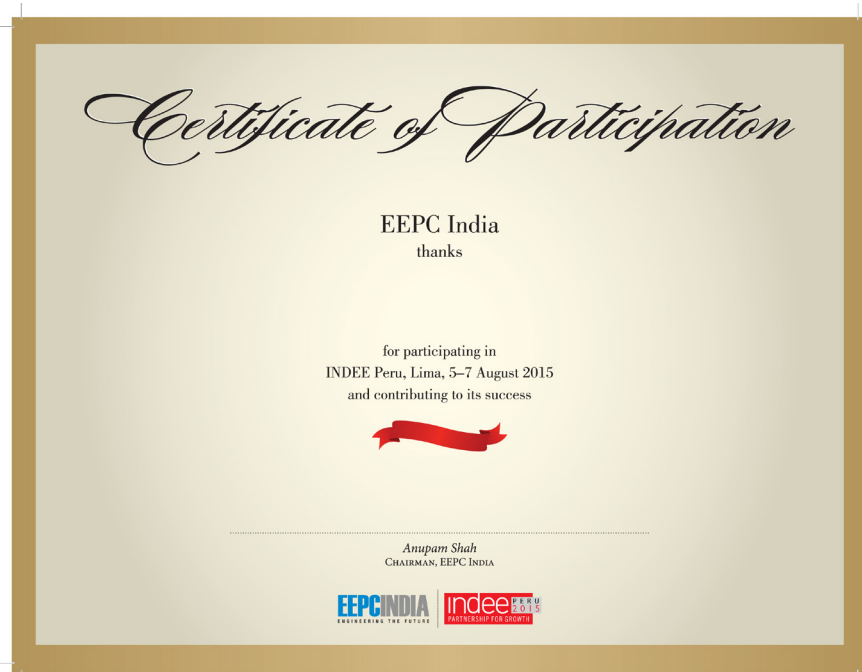 Certificate of Participation
EEPC India
thanks
for participating in
INDEE Peru, Lima, 5–7 August 2015
and contributing to its success
Anupam Shah
Chairman, EEPC India
EEPCINDIA
ENGINEERING THE FUTURE
indee PERU 2015
PARTNERSHIP FOR GROWTH